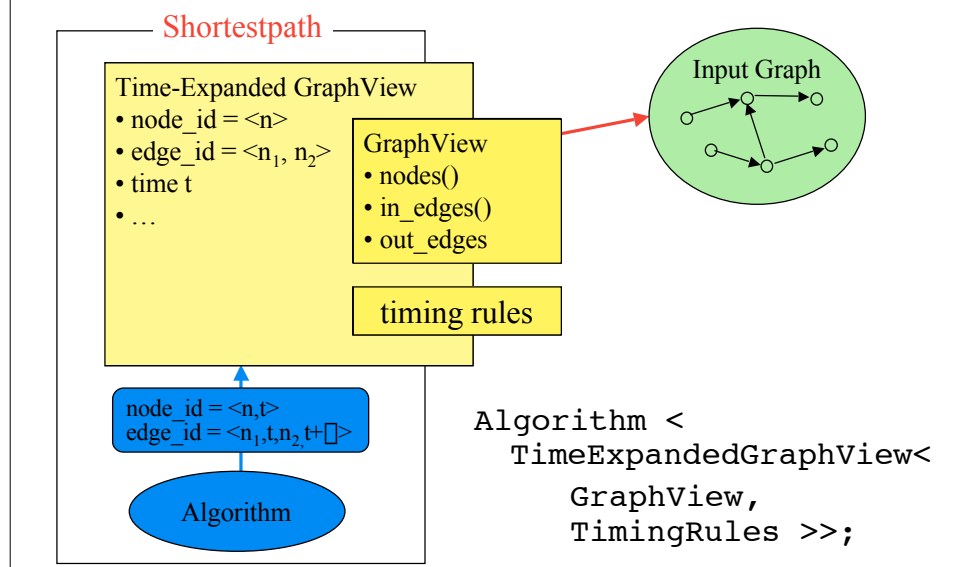 Shortestpath
Time-Expanded GraphView
• node_id = <n>
• edge_id = <n₁, n₂>
• time t
• …
GraphView
• nodes()
• in_edges()
• out_edges
timing rules
Input Graph
node_id = <n,t>
edge_id = <n₁,t,n₂,t+▯>
Algorithm
Algorithm <
TimeExpandedGraphView<
GraphView,
TimingRules >>;